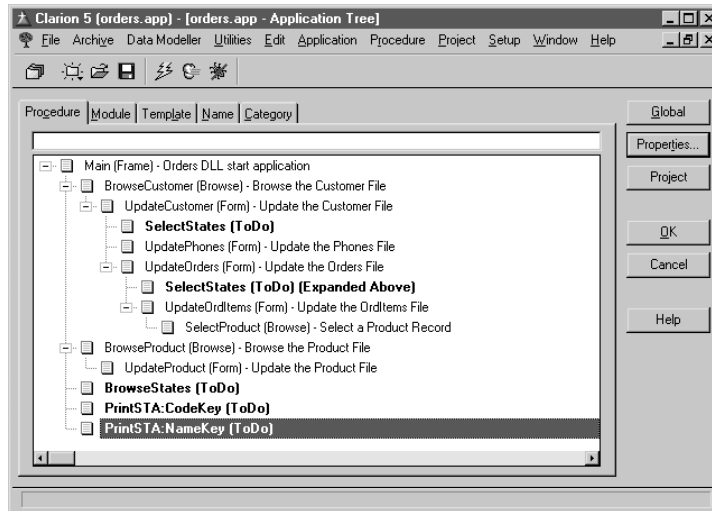 Clarion 5 (orders.app) - [orders.app - Application Tree]
File Archive Data Modeller Utilities Edit Application Procedure Project Setup Window Help
Procedure Module Template Name Category
Global
Properties...
Project
OK
Cancel
Help
Main (Frame) - Orders DLL start application
BrowseCustomer (Browse) - Browse the Customer File
UpdateCustomer (Form) - Update the Customer File
SelectStates (ToDo)
UpdatePhones (Form) - Update the Phones File
UpdateOrders (Form) - Update the Orders File
SelectStates (ToDo) (Expanded Above)
UpdateOrdItems (Form) - Update the OrdItems File
SelectProduct (Browse) - Select a Product Record
BrowseProduct (Browse) - Browse the Product File
UpdateProduct (Form) - Update the Product File
BrowseStates (ToDo)
PrintSTA:CodeKey (ToDo)
PrintSTA:NameKey (ToDo)